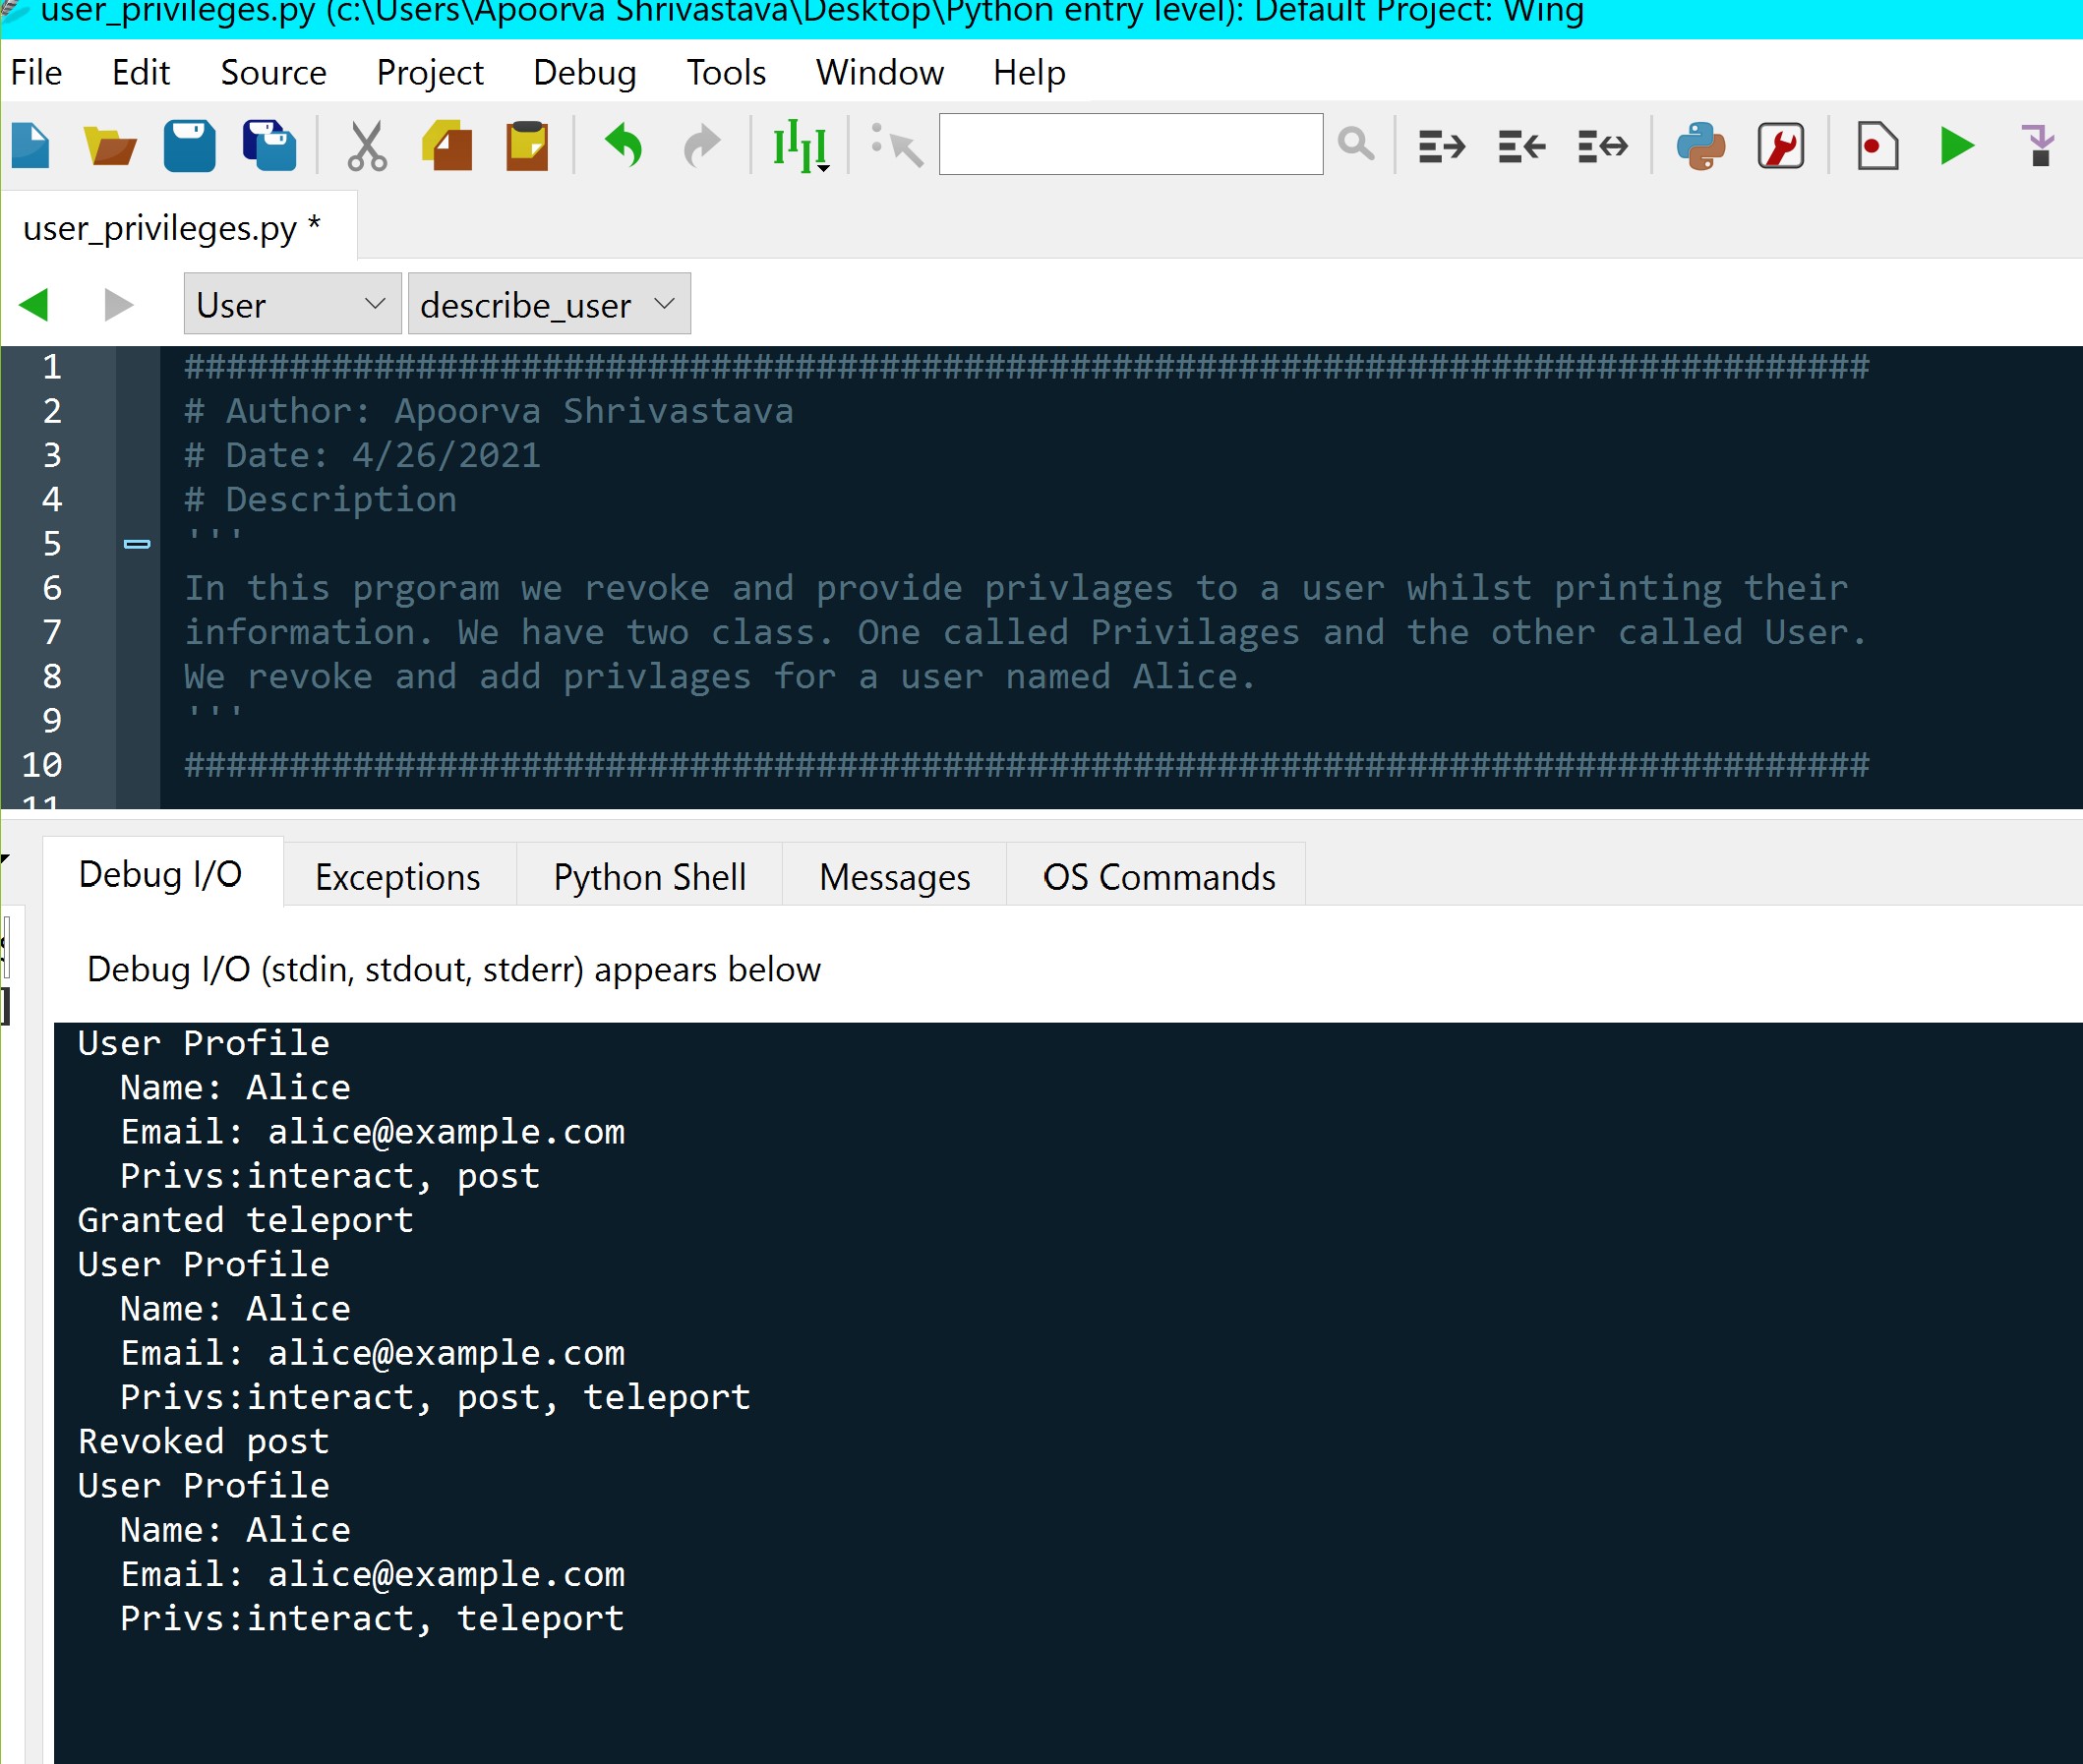 user_privileges.py (c:\Users\Apoorva Shrivastava\Desktop\Python entry level): Default Project: Wing
File Edit Source Project Debug Tools Window Help
user_privileges.py *
User describe_user
1 ################################################################################
2 # Author: Apoorva Shrivastava
3 # Date: 4/26/2021
4 # Description
5 '''
6 In this prgoram we revoke and provide privlages to a user whilst printing their
7 information. We have two class. One called Privilages and the other called User.
8 We revoke and add privlages for a user named Alice.
9 '''
10 ################################################################################
11
Debug I/O Exceptions Python Shell Messages OS Commands
Debug I/O (stdin, stdout, stderr) appears below
User Profile
Name: Alice
Email: alice@example.com
Privs:interact, post
Granted teleport
User Profile
Name: Alice
Email: alice@example.com
Privs:interact, post, teleport
Revoked post
User Profile
Name: Alice
Email: alice@example.com
Privs:interact, teleport